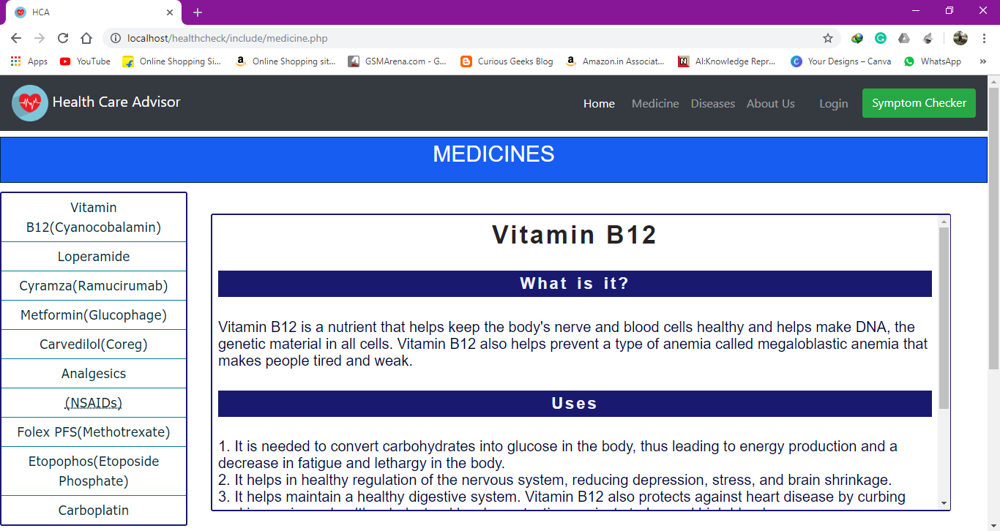 HCA
localhost/healthcheck/include/medicine.php
Apps
YouTube
Online Shopping Si...
Online Shopping sit...
GSMArena.com - G...
Curious Geeks Blog
Amazon.in Associat...
AI:Knowledge Repr...
Your Designs – Canva
WhatsApp
Health Care Advisor
Home
Medicine
Diseases
About Us
Login
Symptom Checker
MEDICINES
Vitamin
B12(Cyanocobalamin)
Loperamide
Cyramza(Ramucirumab)
Metformin(Glucophage)
Carvedilol(Coreg)
Analgesics
(NSAIDs)
Folex PFS(Methotrexate)
Etopophos(Etoposide
Phosphate)
Carboplatin
Vitamin B12
What is it?
Vitamin B12 is a nutrient that helps keep the body's nerve and blood cells healthy and helps make DNA, the
genetic material in all cells. Vitamin B12 also helps prevent a type of anemia called megaloblastic anemia that
makes people tired and weak.
Uses
1. It is needed to convert carbohydrates into glucose in the body, thus leading to energy production and a
decrease in fatigue and lethargy in the body.
2. It helps in healthy regulation of the nervous system, reducing depression, stress, and brain shrinkage.
3. It helps maintain a healthy digestive system. Vitamin B12 also protects against heart disease by curbing